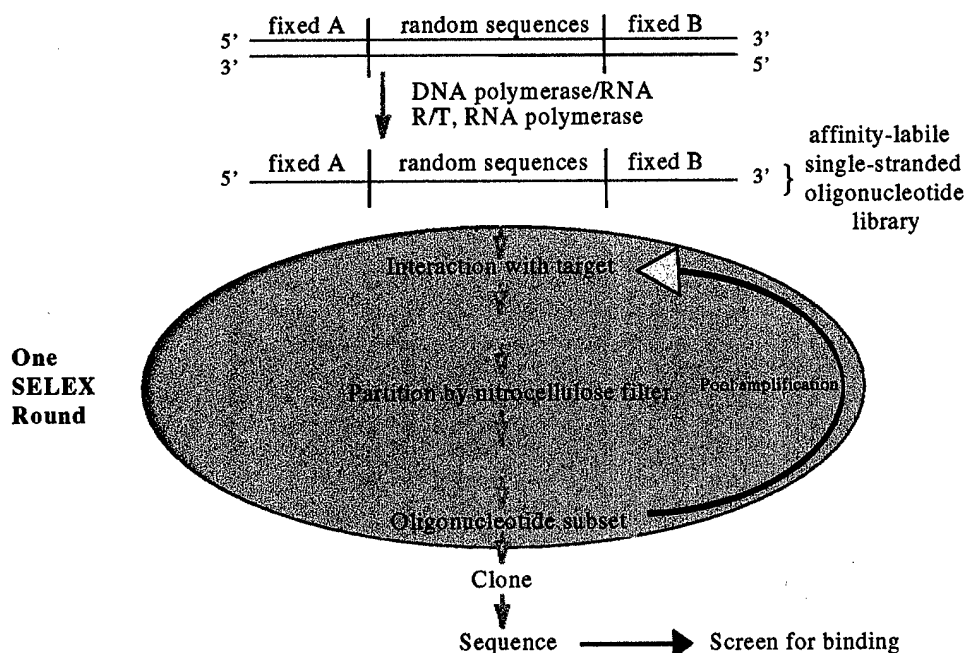 fixed A random sequences fixed B
5’ 3’
3’ 5’
DNA polymerase/RNA
R/T, RNA polymerase
fixed A random sequences fixed B
5’ 3’
affinity-labile
single-stranded
oligonucleotide
library
Interaction with target
One
SELEX
Round
Partition by nitrocellulose filter
Pool amplification
Oligonucleotide subset
Clone
Sequence Screen for binding